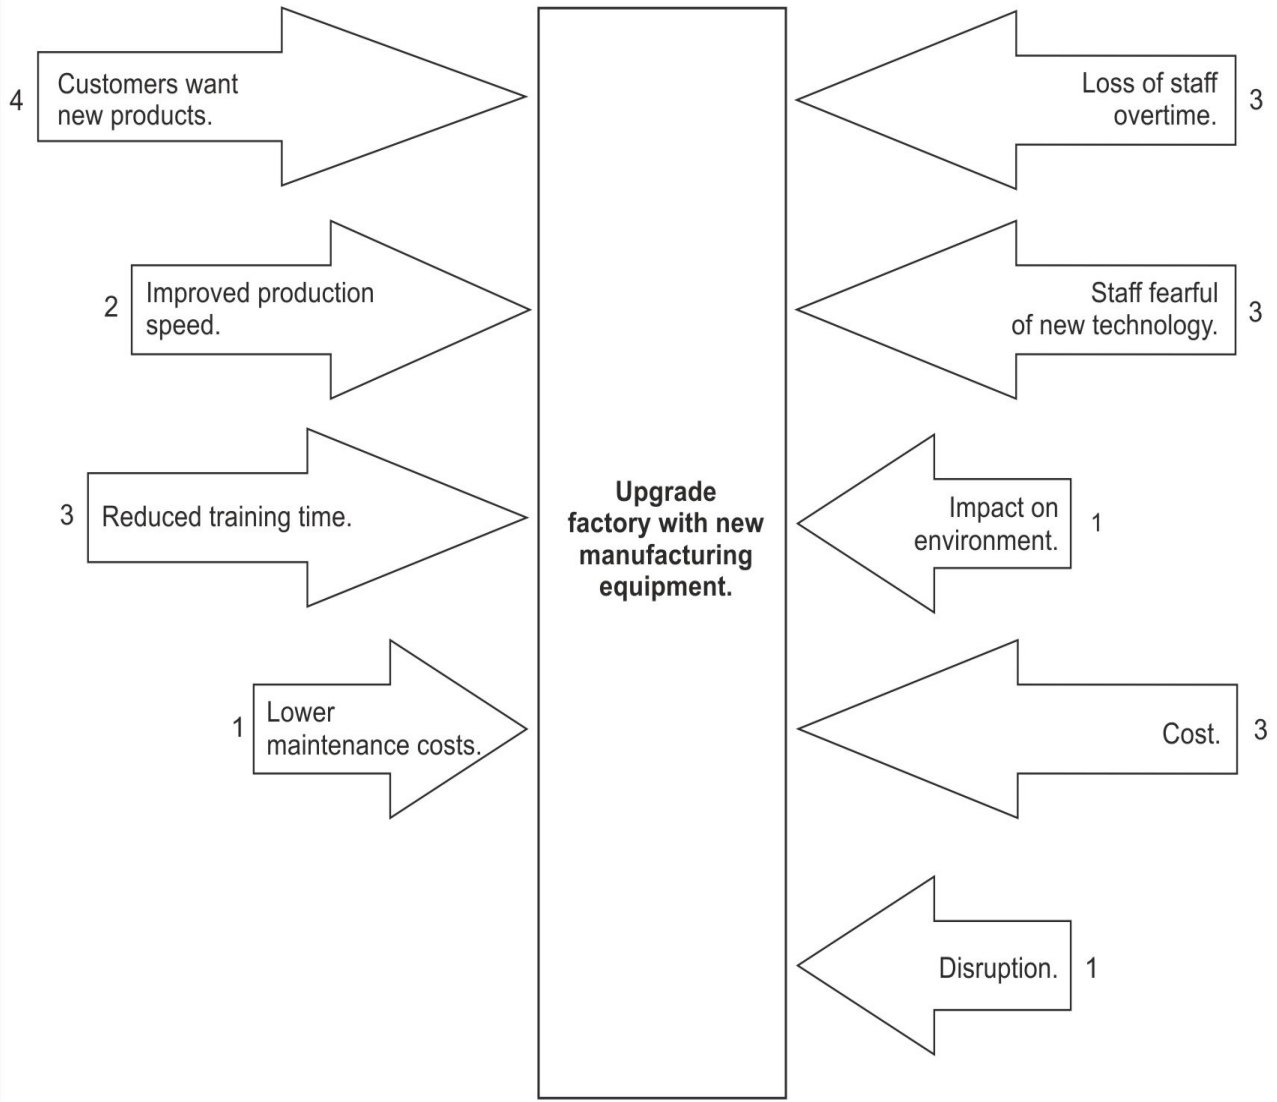 4
Customers want
new products.
2
Improved production
speed.
3
Reduced training time.
1
Lower
maintenance costs.
Upgrade
factory with new
manufacturing
equipment.
Loss of staff
overtime.
3
Staff fearful
of new technology.
3
Impact on
environment.
1
Cost.
3
Disruption.
1